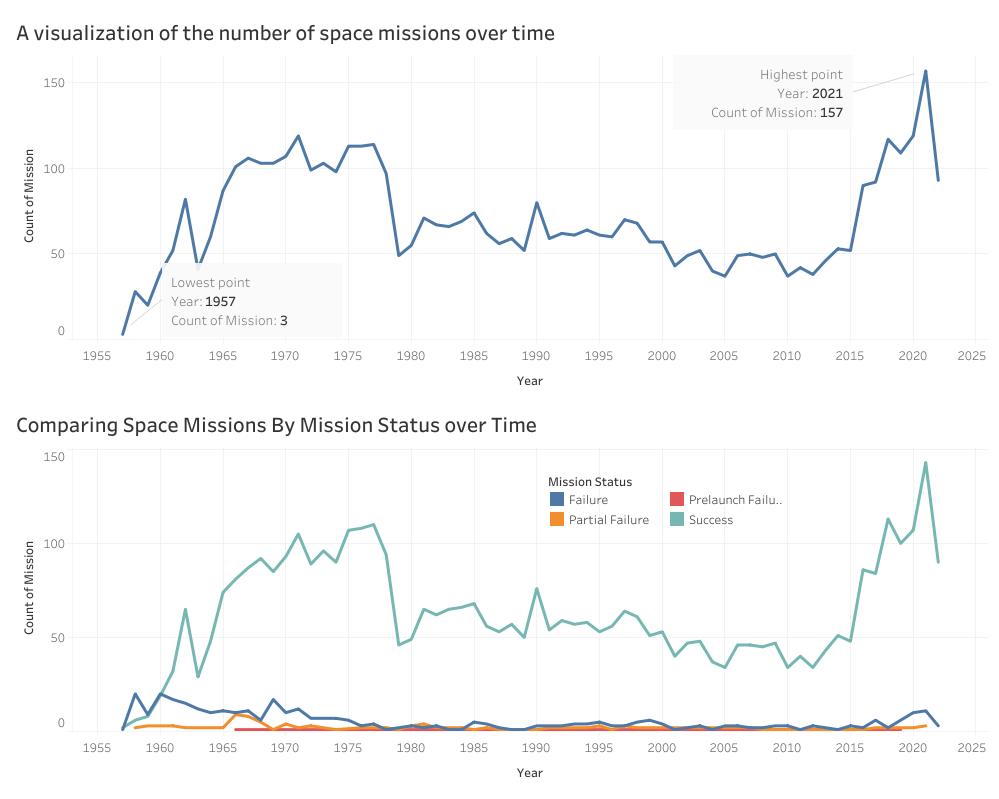 A visualization of the number of space missions over time
150
100
50
0
Count of Mission
Highest point
Year: 2021
Count of Mission: 157
Lowest point
Year: 1957
Count of Mission: 3
1955 1960 1965 1970 1975 1980 1985 1990 1995 2000 2005 2010 2015 2020 2025
Year
Comparing Space Missions By Mission Status over Time
150
100
50
0
Count of Mission
Mission Status
Failure Prelaunch Failu..
Partial Failure Success
1955 1960 1965 1970 1975 1980 1985 1990 1995 2000 2005 2010 2015 2020 2025
Year